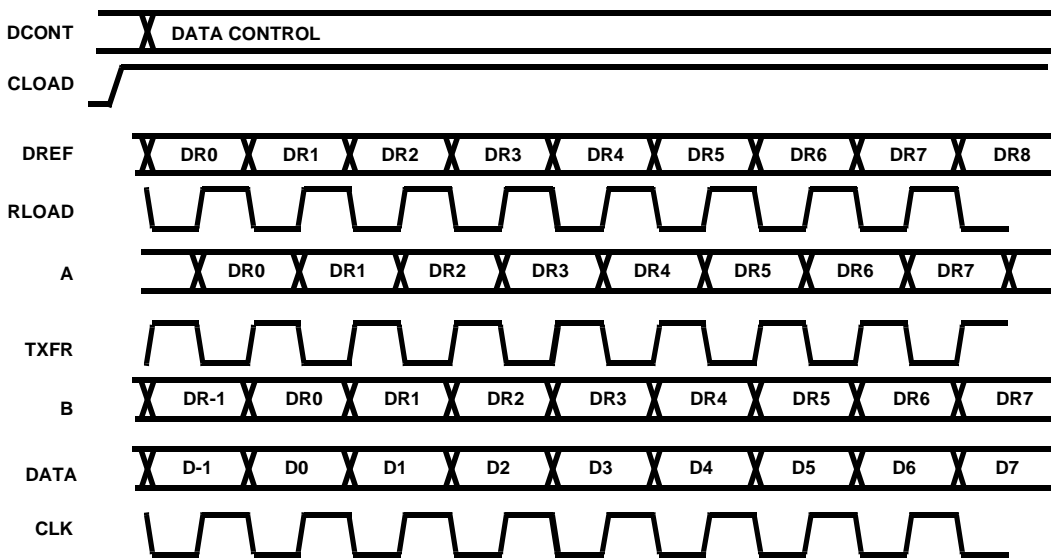 DCONT DATA CONTROL
CLOAD
DREF DR0 DR1 DR2 DR3 DR4 DR5 DR6 DR7 DR8
RLOAD
A DR0 DR1 DR2 DR3 DR4 DR5 DR6 DR7
TXFR
B DR-1 DR0 DR1 DR2 DR3 DR4 DR5 DR6 DR7
DATA D-1 D0 D1 D2 D3 D4 D5 D6 D7
CLK